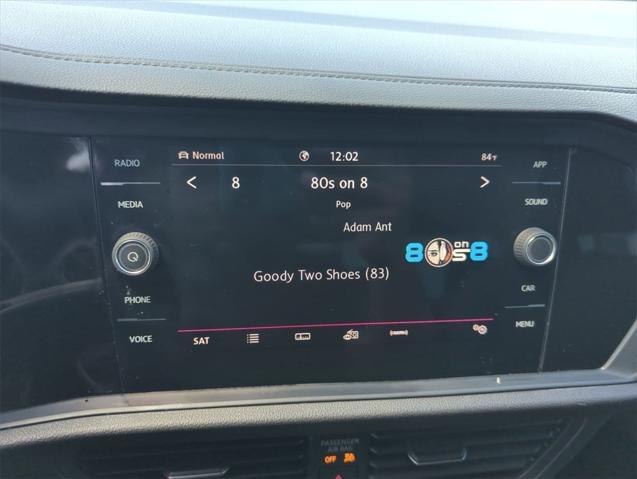 Normal 12:02 84°F
RADIO
APP
8 80s on 8
Pop
MEDIA
SOUND
Adam Ant
8 on 8
80s
Goody Two Shoes (83)
PHONE
CAR
VOICE
MENU
SAT
PASSENGER
AIR BAG
OFF